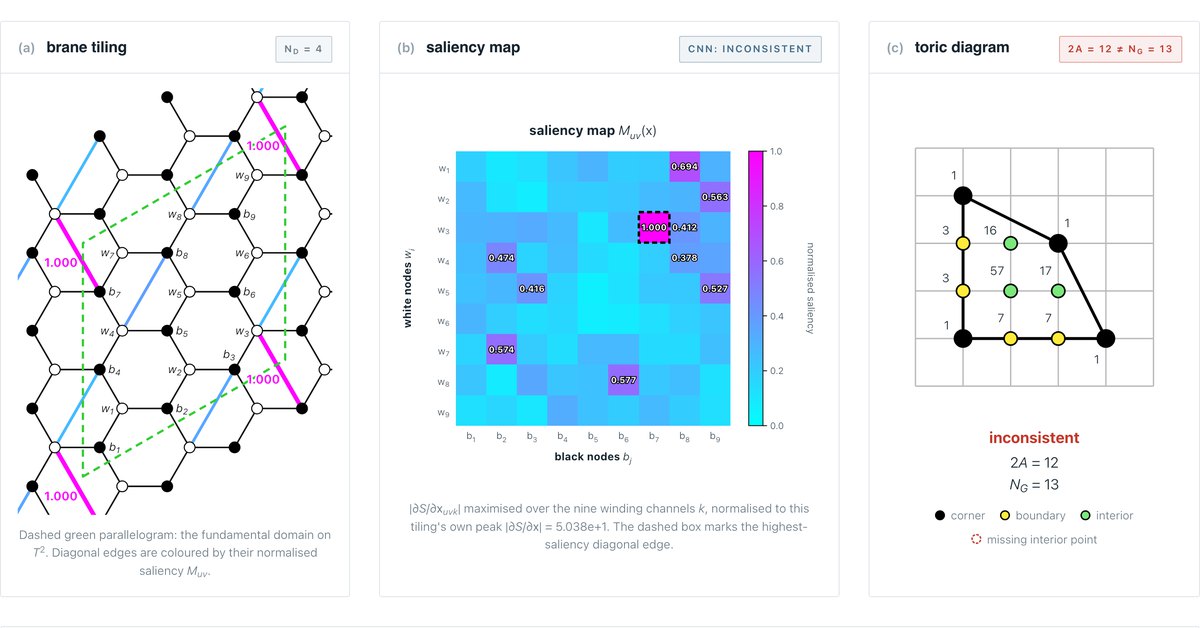 (a) brane tiling
N_D = 4
1.000
w₉
w₈
b₉
w₇
b₈
w₆
1.000
b₇
w₅
b₆
w₄
b₅
w₃
b₃
b₄
w₂
1.000
w₁
b₂
b₁
1.000
Dashed green parallelogram: the fundamental domain on
T². Diagonal edges are coloured by their normalised
saliency M_uv.
(b) saliency map
CNN: INCONSISTENT
saliency map M_uv(x)
w₁
w₂
w₃
w₄
w₅
w₆
w₇
w₈
w₉
white nodes w_i
0.694
0.563
1.000 0.412
0.474 0.378
0.416 0.527
0.574
0.577
b₁ b₂ b₃ b₄ b₅ b₆ b₇ b₈ b₉
black nodes b_j
1.0
0.8
0.6
0.4
0.2
0.0
normalised saliency
|∂S/∂x_uvk| maximised over the nine winding channels k, normalised to this
tiling's own peak |∂S/∂x| = 5.038e+1. The dashed box marks the highest-
saliency diagonal edge.
(c) toric diagram
2A = 12 ≠ N_G = 13
1
3 16 1
3 57 17
1 7 7
1
inconsistent
2A = 12
N_G = 13
corner boundary interior
missing interior point